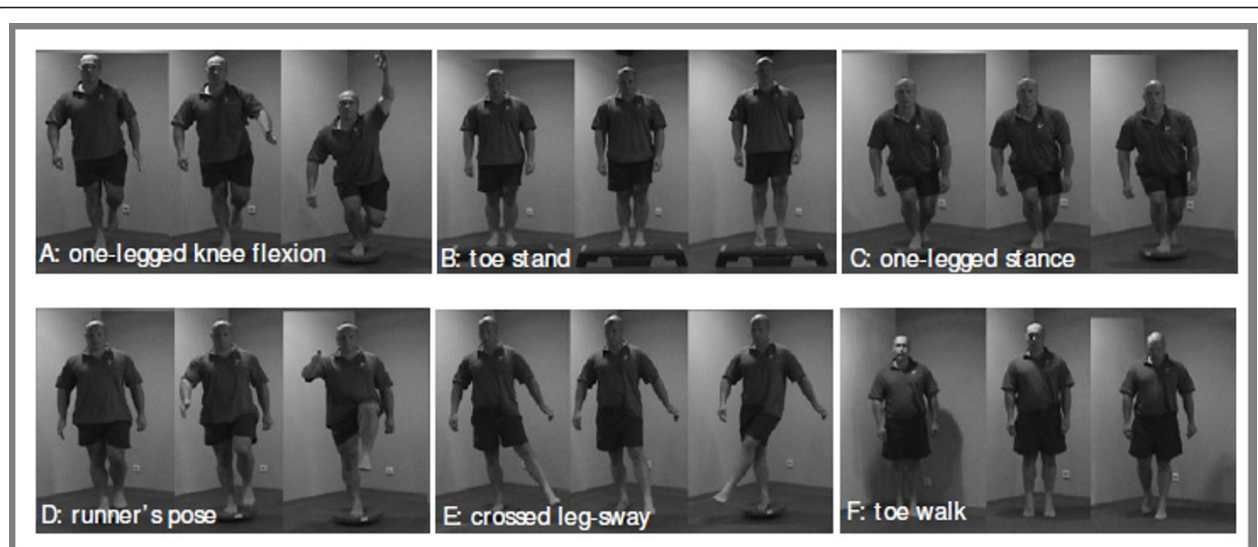 A: one-legged knee flexion
B: toe stand
C: one-legged stance
D: runner's pose
E: crossed leg-sway
F: toe walk